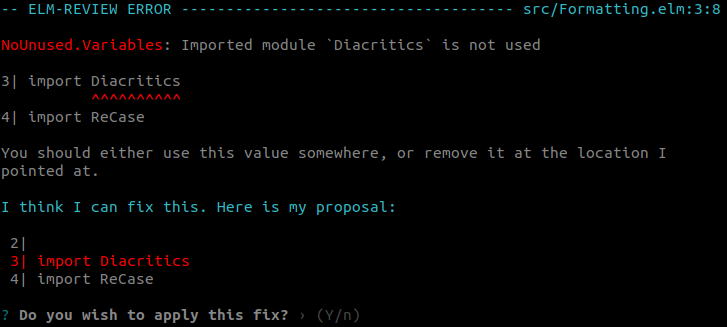 -- ELM-REVIEW ERROR ------------------------------------- src/Formatting.elm:3:8
NoUnused.Variables: Imported module `Diacritics` is not used
3| import Diacritics
^^^^^^^^^^
4| import ReCase
You should either use this value somewhere, or remove it at the location I
pointed at.
I think I can fix this. Here is my proposal:
2|
3| import Diacritics
4| import ReCase
? Do you wish to apply this fix? › (Y/n)